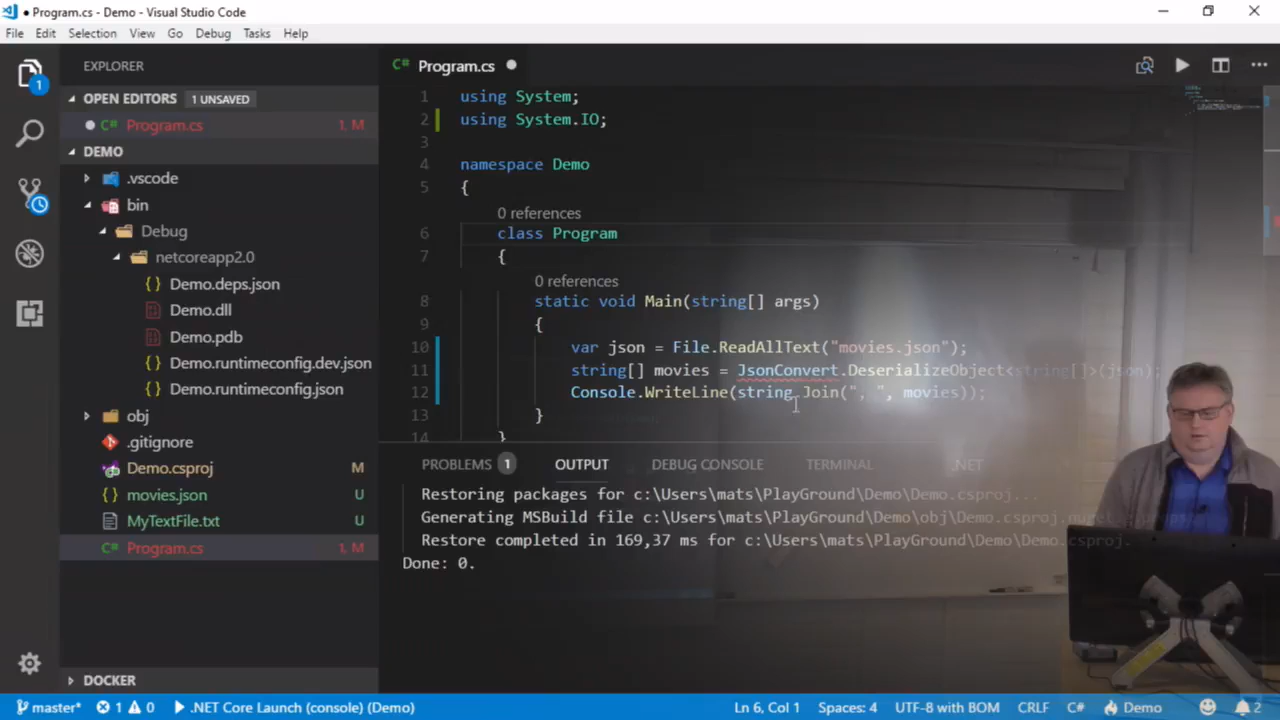 Program.cs - Demo - Visual Studio Code
File Edit Selection View Go Debug Tasks Help
EXPLORER
OPEN EDITORS 1 UNSAVED
C# Program.cs 1, M
DEMO
.vscode
bin
Debug
netcoreapp2.0
{ } Demo.deps.json
Demo.dll
Demo.pdb
{ } Demo.runtimeconfig.dev.json
{ } Demo.runtimeconfig.json
obj
.gitignore
Demo.csproj M
{ } movies.json U
MyTextFile.txt U
C# Program.cs 1, M
DOCKER
1
C# Program.cs
1 using System;
2 using System.IO;
3
4 namespace Demo
5 {
0 references
6 class Program
7 {
0 references
8 static void Main(string[] args)
9 {
10 var json = File.ReadAllText("movies.json");
11 string[] movies = JsonConvert.DeserializeObject<string[]>(json);
12 Console.WriteLine(string.Join(", ", movies));
13 }
14 }
PROBLEMS 1 OUTPUT DEBUG CONSOLE TERMINAL .NET
Restoring packages for c:\Users\mats\PlayGround\Demo\Demo.csproj...
Generating MSBuild file c:\Users\mats\PlayGround\Demo\obj\Demo.csproj.nuget
Restore completed in 169,37 ms for c:\Users\mats\PlayGround\Demo\Demo.csproj.
Done: 0.
master* 1 0 .NET Core Launch (console) (Demo) Ln 6, Col 1 Spaces: 4 UTF-8 with BOM CRLF C# Demo 2